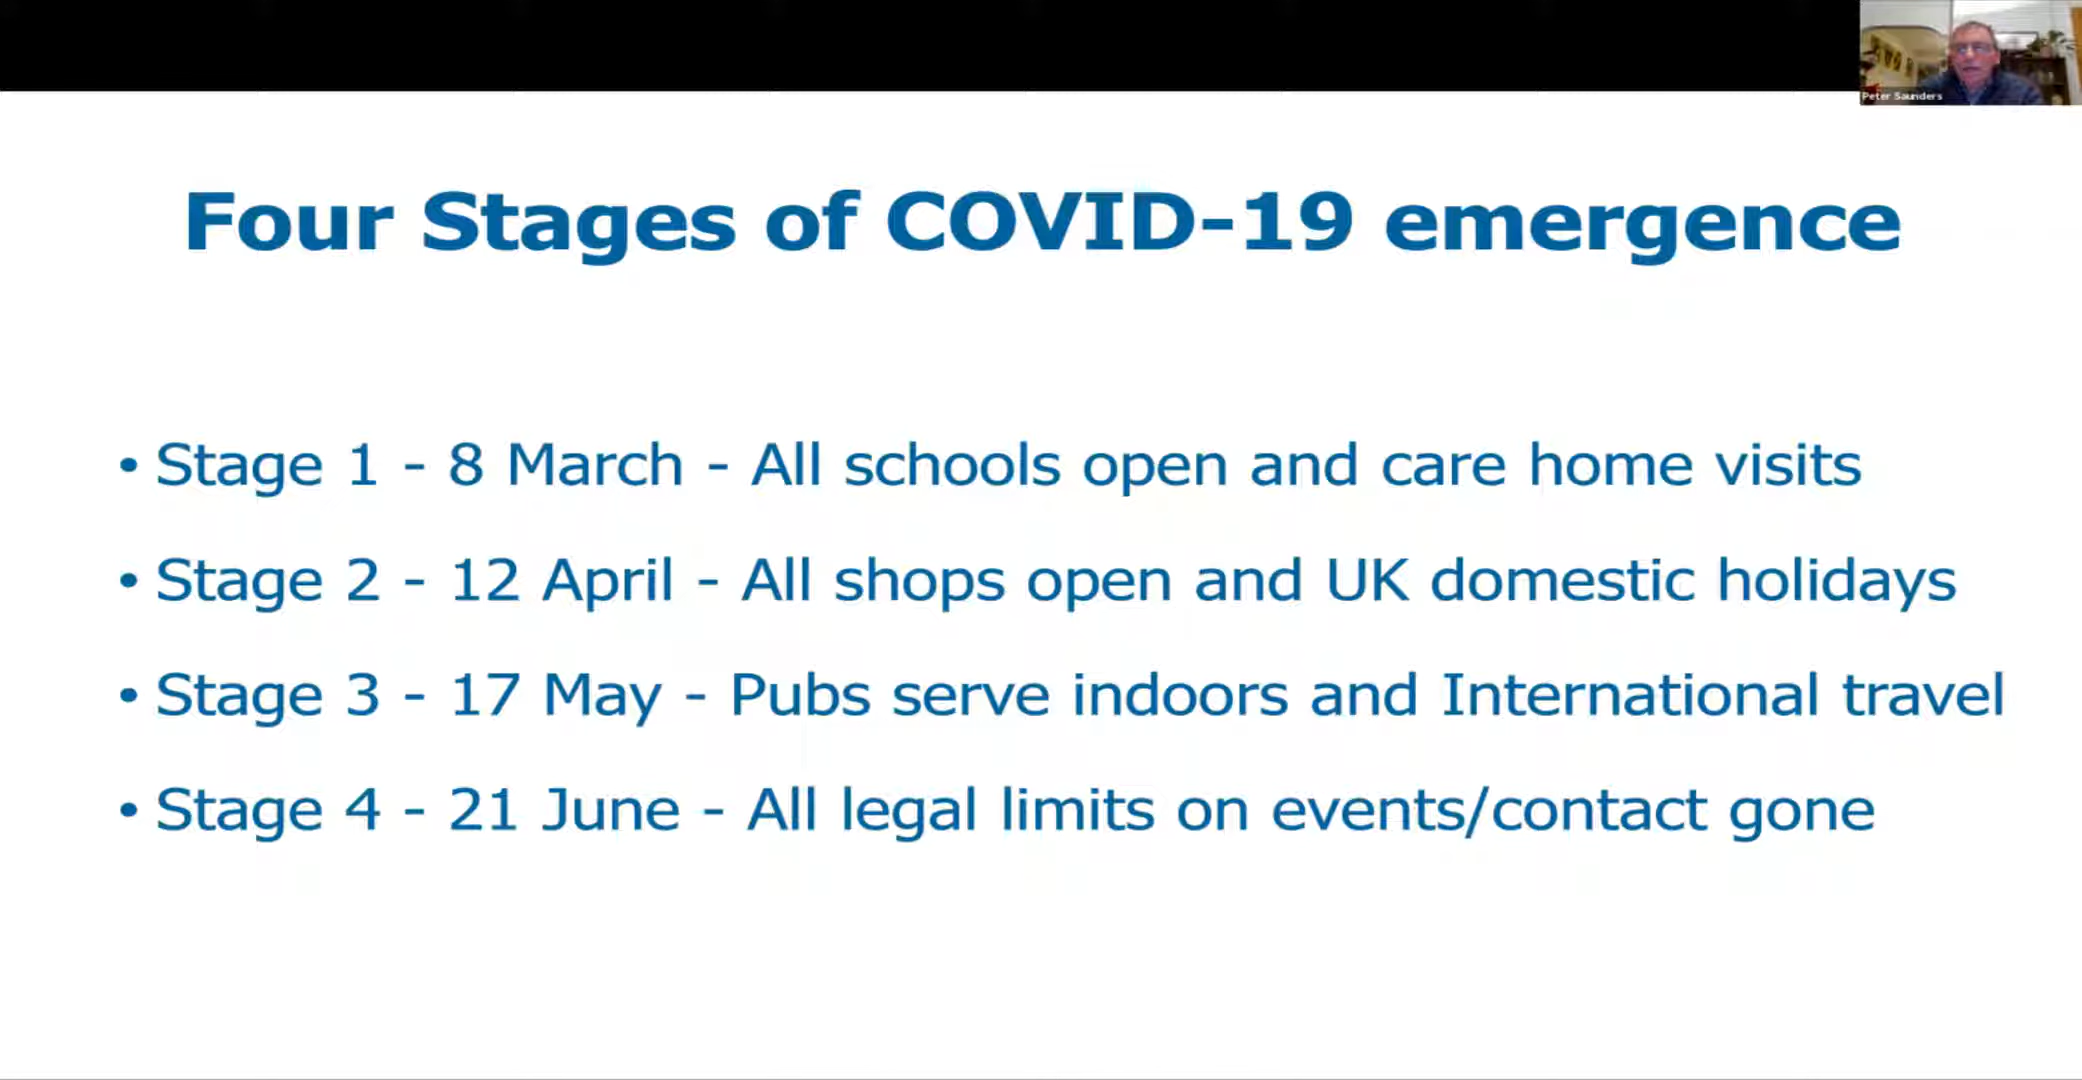 Peter Saunders
Four Stages of COVID-19 emergence
• Stage 1 - 8 March - All schools open and care home visits
• Stage 2 - 12 April - All shops open and UK domestic holidays
• Stage 3 - 17 May - Pubs serve indoors and International travel
• Stage 4 - 21 June - All legal limits on events/contact gone